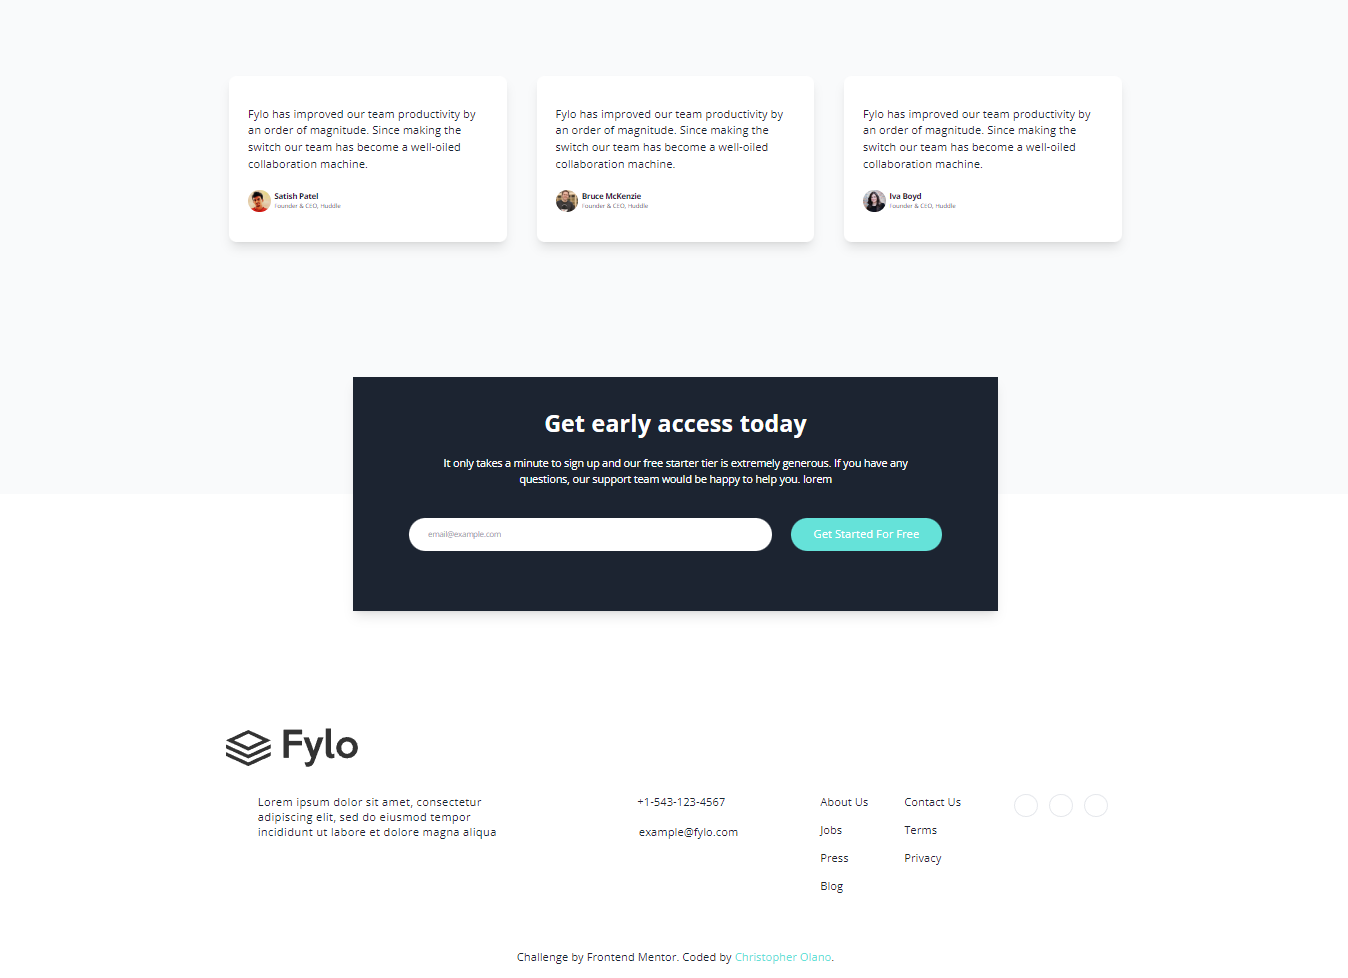 Fylo has improved our team productivity by
an order of magnitude. Since making the
switch our team has become a well-oiled
collaboration machine.
Satish Patel
Founder & CEO, Huddle
Fylo has improved our team productivity by
an order of magnitude. Since making the
switch our team has become a well-oiled
collaboration machine.
Bruce McKenzie
Founder & CEO, Huddle
Fylo has improved our team productivity by
an order of magnitude. Since making the
switch our team has become a well-oiled
collaboration machine.
Iva Boyd
Founder & CEO, Huddle
Get early access today
It only takes a minute to sign up and our free starter tier is extremely generous. If you have any
questions, our support team would be happy to help you. lorem
email@example.com
Get Started For Free
Fylo
Lorem ipsum dolor sit amet, consectetur
adipiscing elit, sed do eiusmod tempor
incididunt ut labore et dolore magna aliqua
+1-543-123-4567
example@fylo.com
About Us
Jobs
Press
Blog
Contact Us
Terms
Privacy
Challenge by Frontend Mentor. Coded by Christopher Olano.